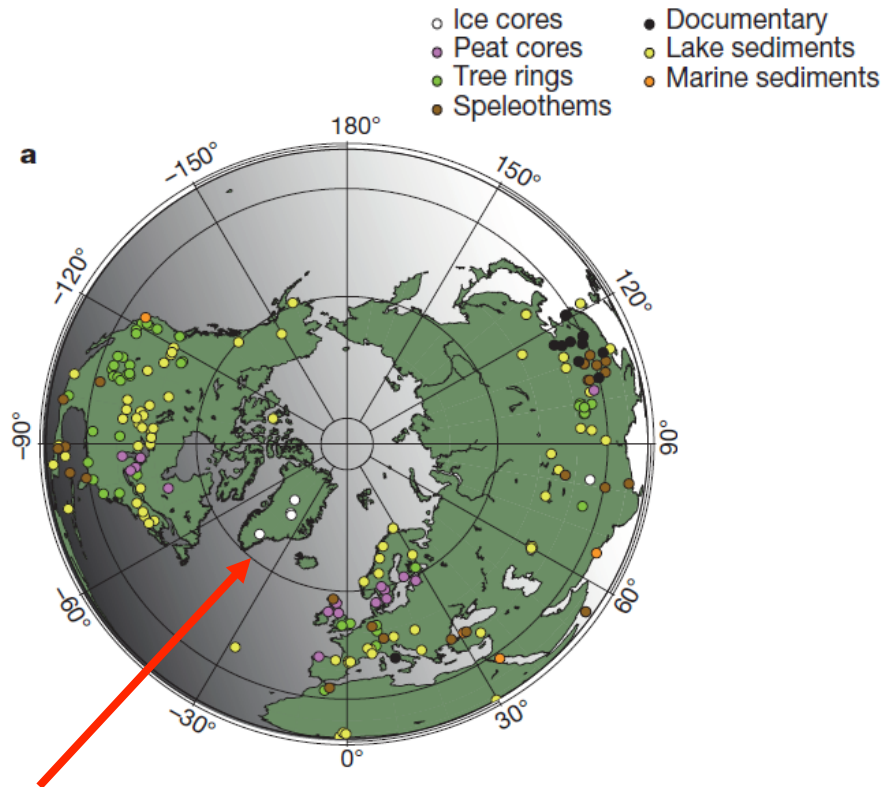 Ice cores
Peat cores
Tree rings
Speleothems
Documentary
Lake sediments
Marine sediments
a
180°
–150°
150°
–120°
120°
–90°
90°
–60°
60°
–30°
30°
0°